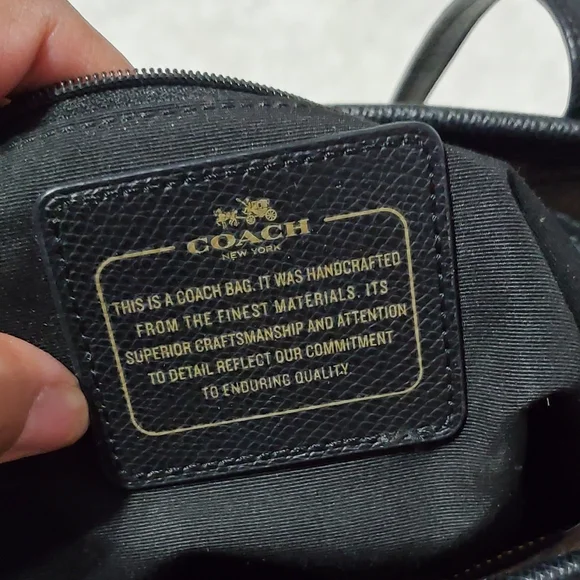 COACH
NEW YORK
THIS IS A COACH BAG. IT WAS HANDCRAFTED
FROM THE FINEST MATERIALS. ITS
SUPERIOR CRAFTSMANSHIP AND ATTENTION
TO DETAIL REFLECT OUR COMMITMENT
TO ENDURING QUALITY.